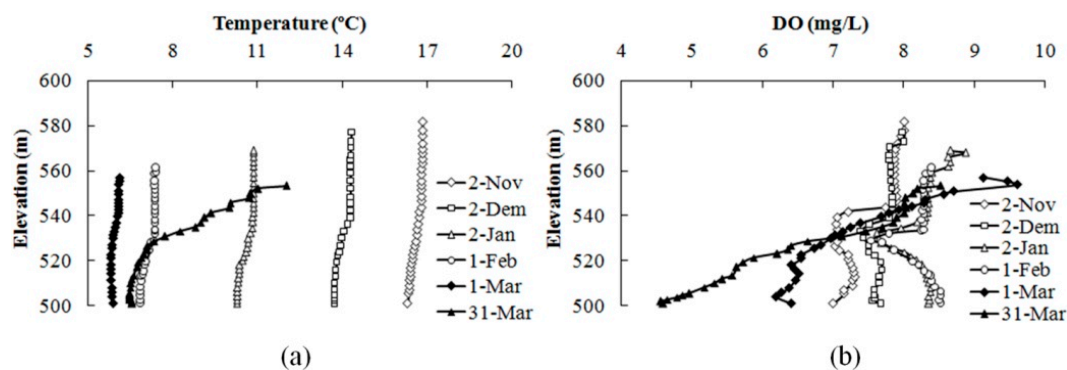 Temperature (°C)
5 8 11 14 17 20
600
580
560
540
520
500
Elevation (m)
2-Nov
2-Dem
2-Jan
1-Feb
1-Mar
31-Mar
(a)
DO (mg/L)
4 5 6 7 8 9 10
600
580
560
540
520
500
Elevation (m)
2-Nov
2-Dem
2-Jan
1-Feb
1-Mar
31-Mar
(b)